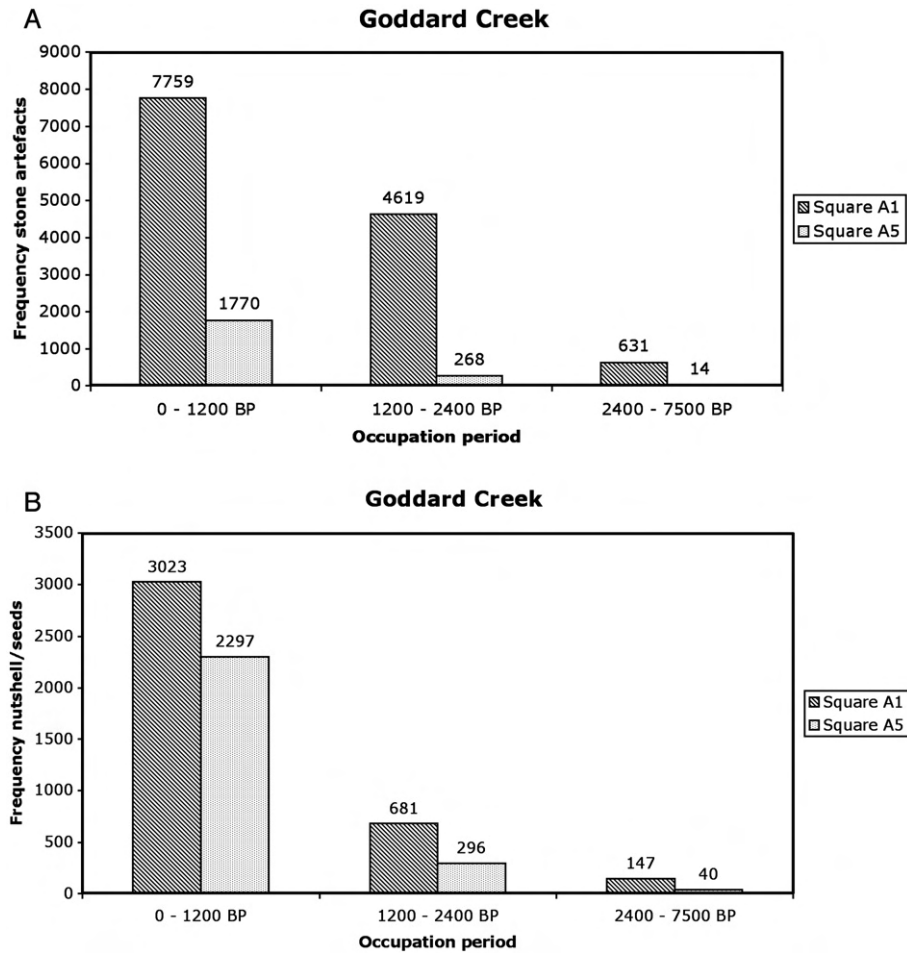 A
Goddard Creek
Frequency stone artefacts
9000
8000
7000
6000
5000
4000
3000
2000
1000
0
7759
1770
4619
268
631
14
0 - 1200 BP
1200 - 2400 BP
2400 - 7500 BP
Occupation period
Square A1
Square A5
B
Goddard Creek
Frequency nutshell/seeds
3500
3000
2500
2000
1500
1000
500
0
3023
2297
681
296
147
40
0 - 1200 BP
1200 - 2400 BP
2400 - 7500 BP
Occupation period
Square A1
Square A5